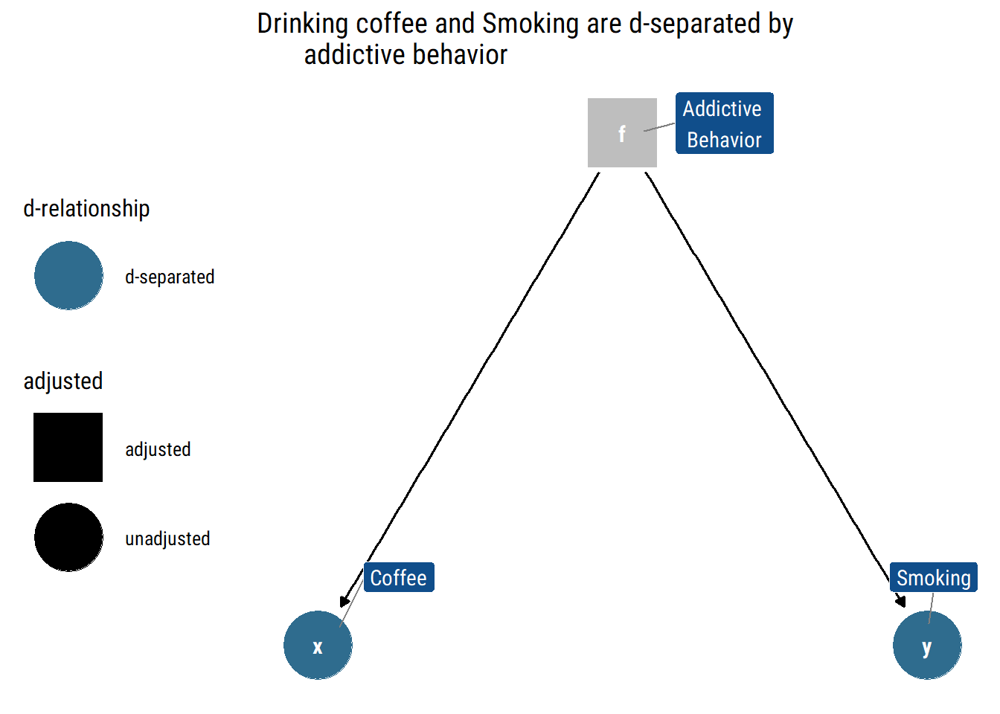 Drinking coffee and Smoking are d-separated by
addictive behavior
f
Addictive
Behavior
d-relationship
d-separated
adjusted
adjusted
unadjusted
Coffee
Smoking
x
y